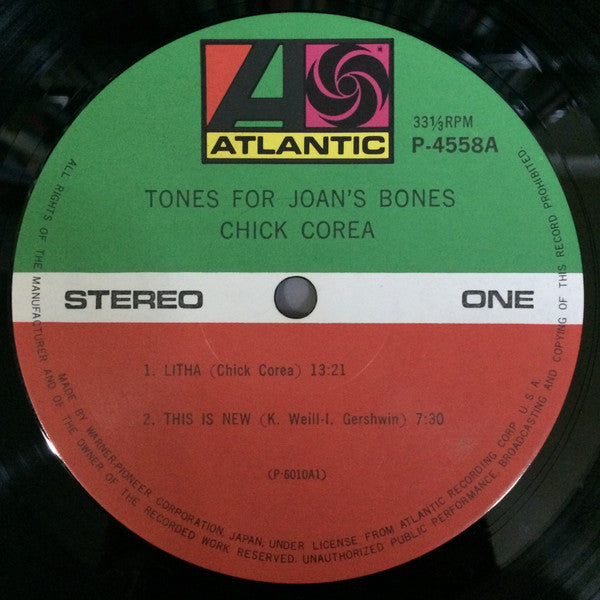 ATLANTIC
33⅓RPM
P-4558A
TONES FOR JOAN'S BONES
CHICK COREA
STEREO
ONE
1. LITHA (Chick Corea) 13:21
2. THIS IS NEW (K. Weill-I. Gershwin) 7:30
(P-6010A1)
MADE BY WARNER-PIONEER CORPORATION, JAPAN, UNDER LICENSE FROM ATLANTIC RECORDING CORP. U.S.A.
ALL RIGHTS OF THE MANUFACTURER AND OF THE OWNER OF THE RECORDED WORK RESERVED. UNAUTHORIZED PUBLIC PERFORMANCE, BROADCASTING AND COPYING OF THIS RECORD PROHIBITED.